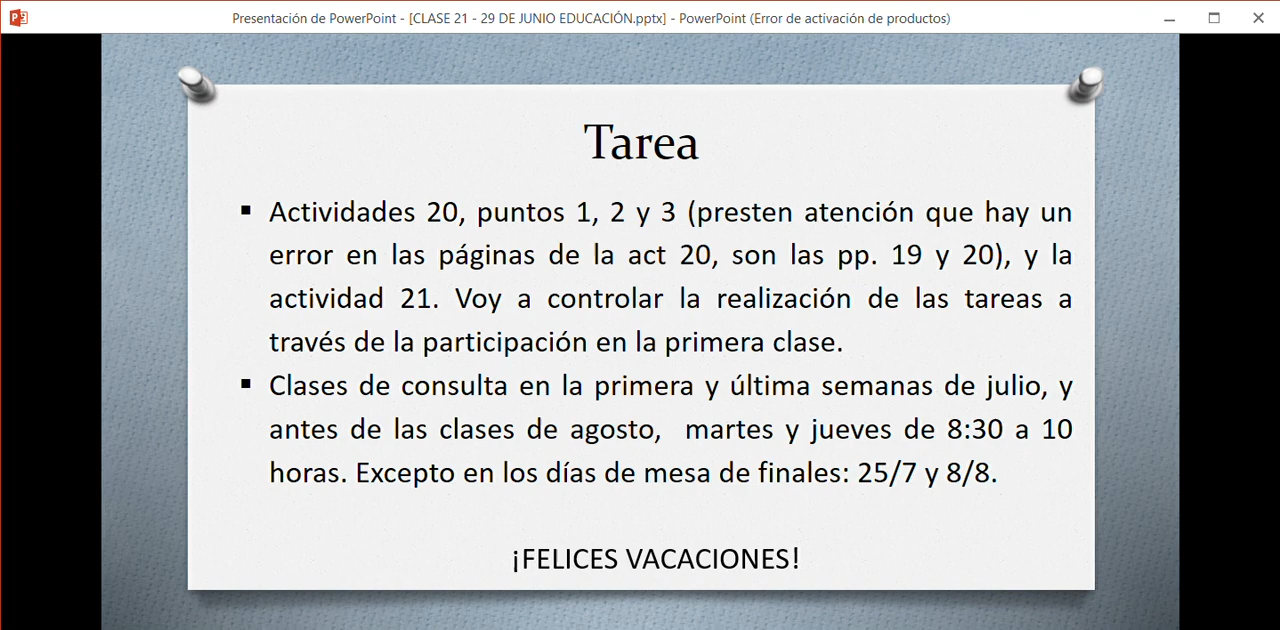 Presentación de PowerPoint - [CLASE 21 - 29 DE JUNIO EDUCACIÓN.pptx] - PowerPoint (Error de activación de productos)
Tarea
▪ Actividades 20, puntos 1, 2 y 3 (presten atención que hay un
error en las páginas de la act 20, son las pp. 19 y 20), y la
actividad 21. Voy a controlar la realización de las tareas a
través de la participación en la primera clase.
▪ Clases de consulta en la primera y última semanas de julio, y
antes de las clases de agosto, martes y jueves de 8:30 a 10
horas. Excepto en los días de mesa de finales: 25/7 y 8/8.
¡FELICES VACACIONES!